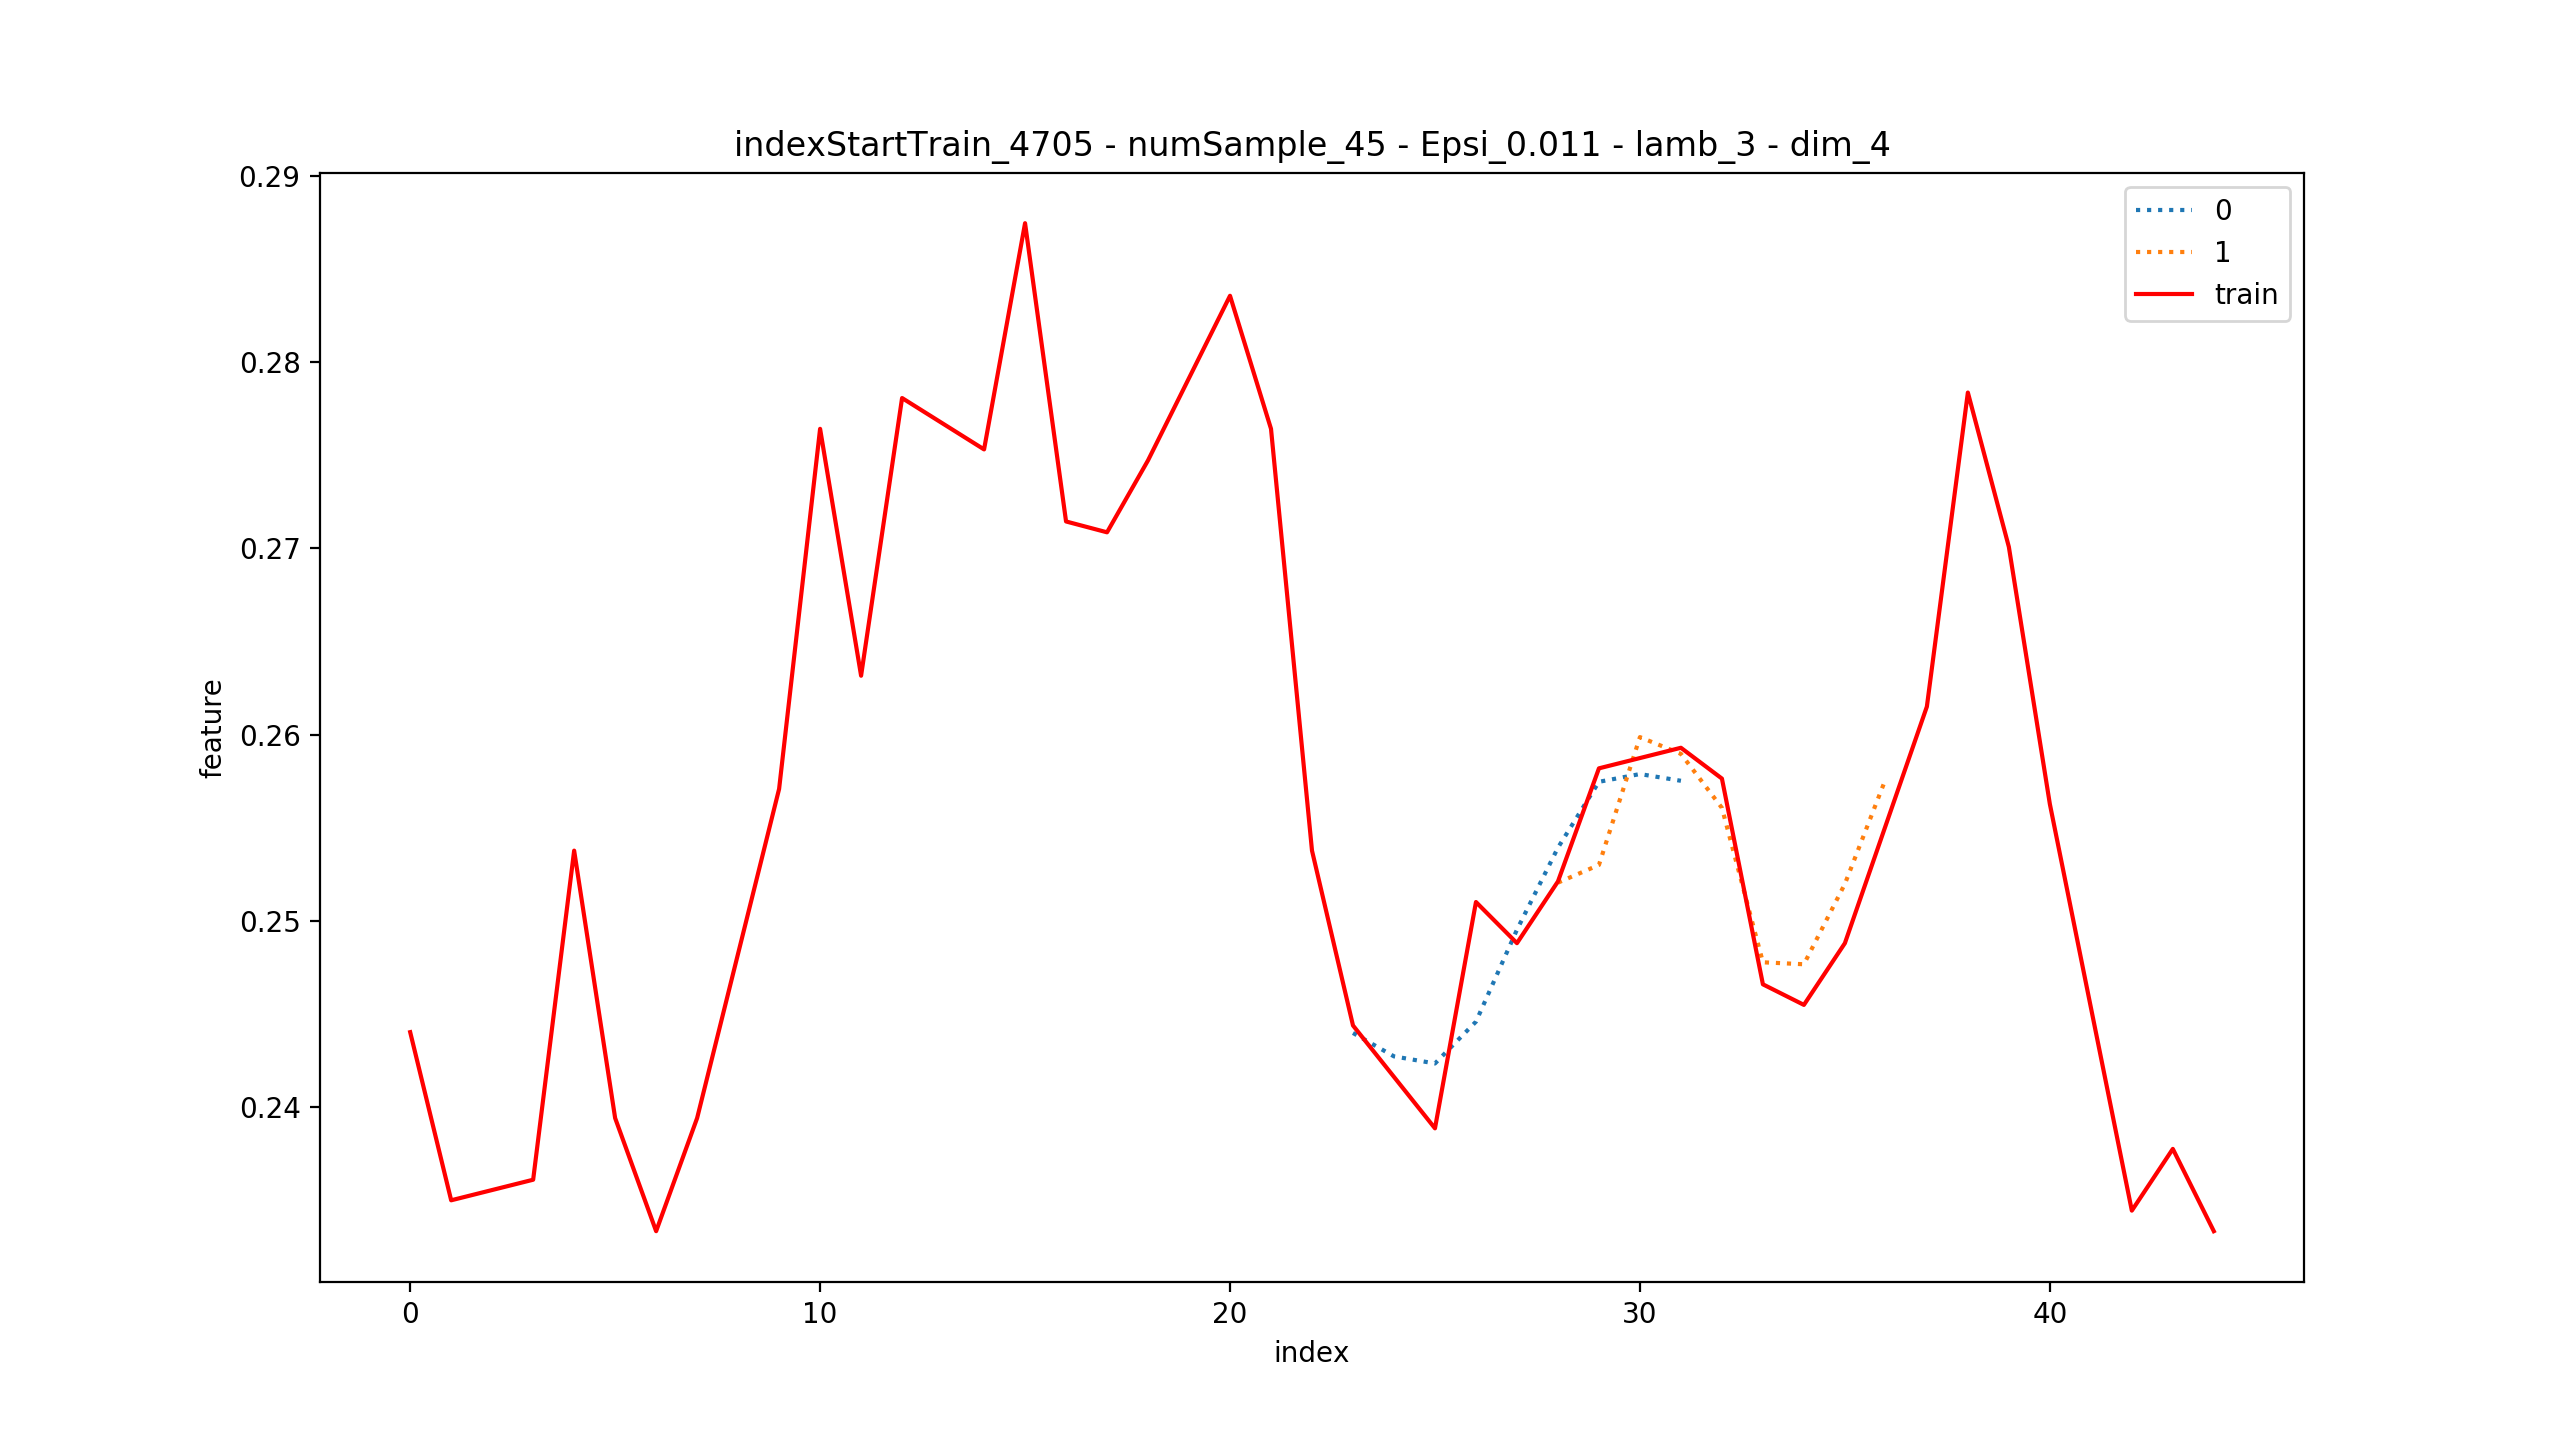 indexStartTrain_4705 - numSample_45 - Epsi_0.011 - lamb_3 - dim_4
0.29
0.28
0.27
0.26
0.25
0.24
feature
0
1
train
0 10 20 30 40
index